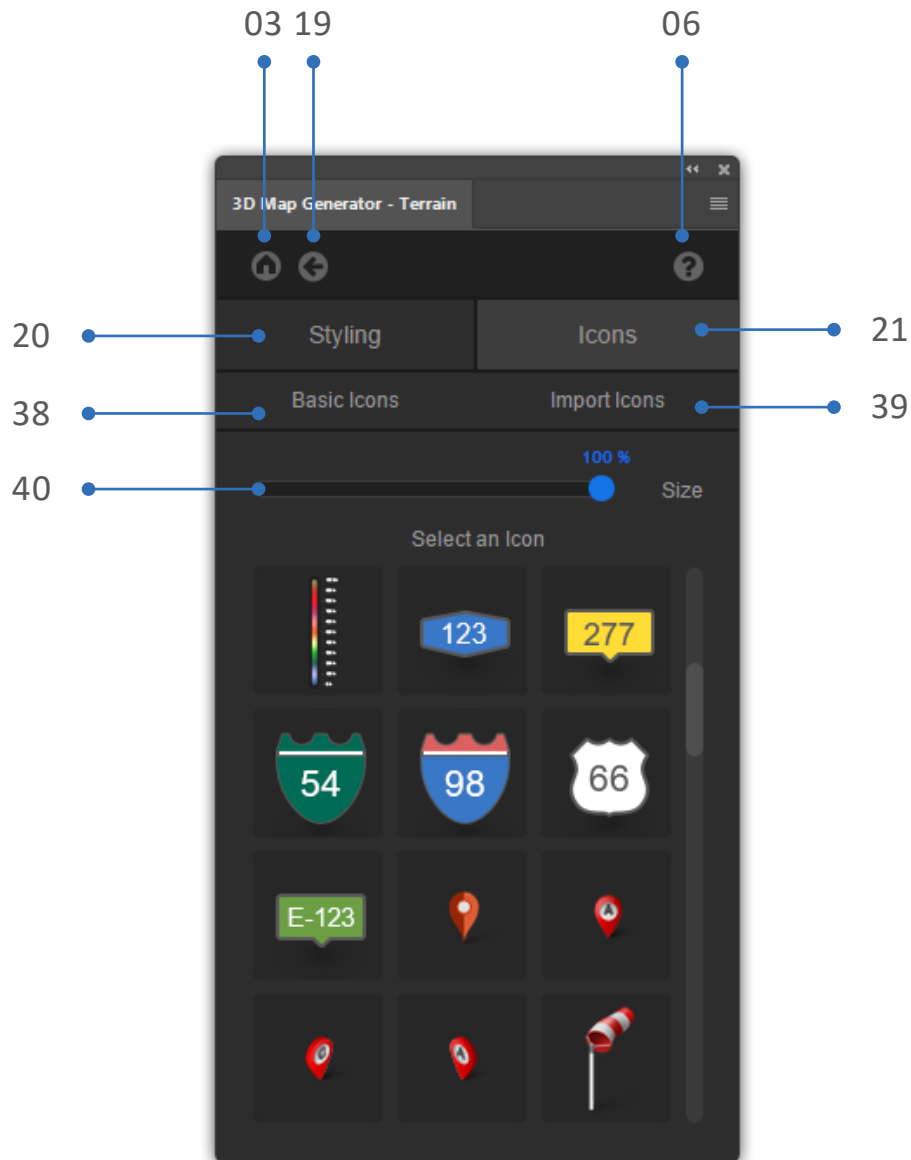 03 19 06
3D Map Generator - Terrain
?
20 Styling Icons 21
38 Basic Icons Import Icons 39
100 %
40 Size
Select an Icon
123 277
54 98 66
E-123 A